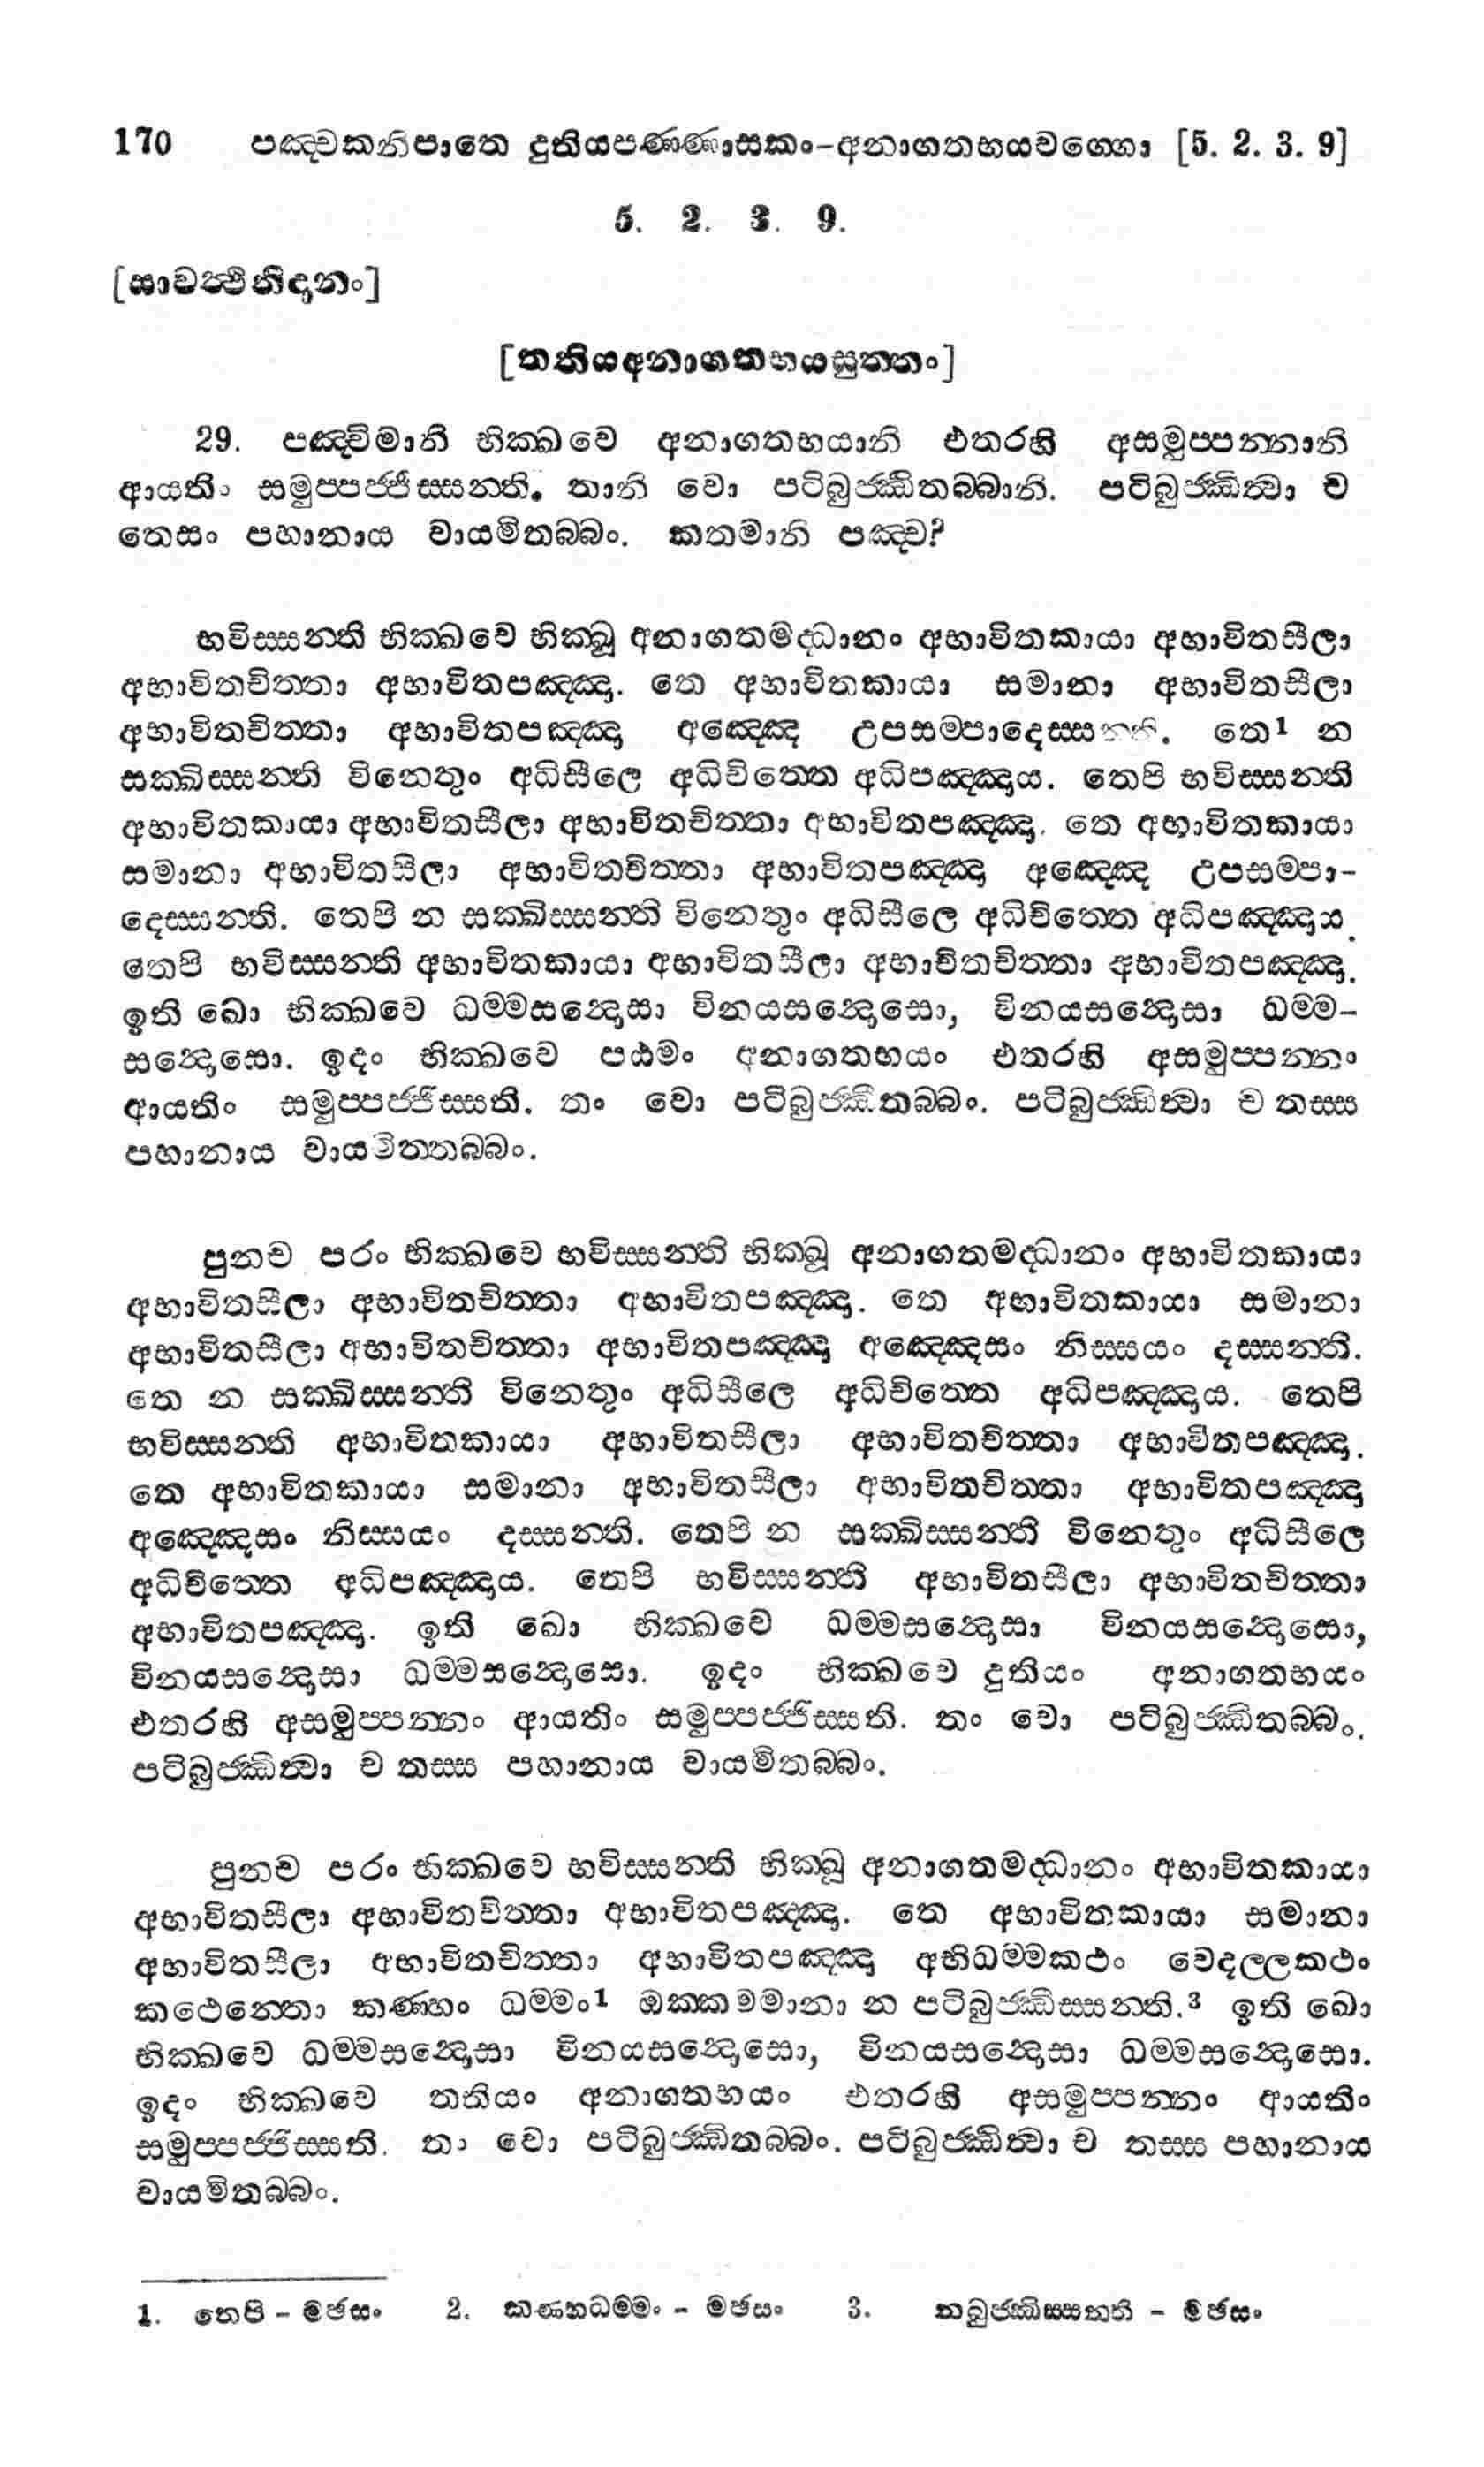 170 පඤ්චකනිපාතෙ දුතියපණ්ණාසකං-අනාගතභයවග්ගො [5. 2. 3. 9]
5. 2. 3. 9.
[සාවත්ථිනිදානං]
[තතියඅනාගතභයසුත්තං]
29. පඤ්චිමානි භික්ඛවෙ අනාගතභයානි එතරහි අසමුප්පන්නානි
ආයතිං සමුප්පජ්ජිස්සන්ති. තානි වො පටිබුජ්ඣිතබ්බානි. පටිබුජ්ඣිත්වා ච
තෙසං පහානාය වායමිතබ්බං. කතමානි පඤ්ච?
භවිස්සන්ති භික්ඛවෙ භික්ඛූ අනාගතමද්ධානං අභාවිතකායා අභාවිතසීලා
අභාවිතචිත්තා අභාවිතපඤ්ඤා. තෙ අභාවිතකායා සමානා අභාවිතසීලා
අභාවිතචිත්තා අභාවිතපඤ්ඤා අඤ්ඤෙ උපසම්පාදෙස්සන්ති. තෙ¹ න
සක්ඛිස්සන්ති විනෙතුං අධිසීලෙ අධිචිත්තෙ අධිපඤ්ඤාය. තෙපි භවිස්සන්ති
අභාවිතකායා අභාවිතසීලා අභාවිතචිත්තා අභාවිතපඤ්ඤා. තෙ අභාවිතකායා
සමානා අභාවිතසීලා අභාවිතචිත්තා අභාවිතපඤ්ඤා අඤ්ඤෙ උපසම්පා-
දෙස්සන්ති. තෙපි න සක්ඛිස්සන්ති විනෙතුං අධිසීලෙ අධිචිත්තෙ අධිපඤ්ඤාය.
තෙපි භවිස්සන්ති අභාවිතකායා අභාවිතසීලා අභාවිතචිත්තා අභාවිතපඤ්ඤා.
ඉති ඛො භික්ඛවෙ ධම්මසන්දොසා විනයසන්දොසො, විනයසන්දොසා ධම්ම-
සන්දොසො. ඉදං භික්ඛවෙ පඨමං අනාගතභයං එතරහි අසමුප්පන්නං
ආයතිං සමුප්පජ්ජිස්සති. තං වො පටිබුජ්ඣිතබ්බං. පටිබුජ්ඣිත්වා ච තස්ස
පහානාය වායමිත්තබ්බං.
පුනච පරං භික්ඛවෙ භවිස්සන්ති භික්ඛූ අනාගතමද්ධානං අභාවිතකායා
අභාවිතසීලා අභාවිතචිත්තා අභාවිතපඤ්ඤා. තෙ අභාවිතකායා සමානා
අභාවිතසීලා අභාවිතචිත්තා අභාවිතපඤ්ඤා අඤ්ඤෙසං නිස්සයං දස්සන්ති.
තෙ න සක්ඛිස්සන්ති විනෙතුං අධිසීලෙ අධිචිත්තෙ අධිපඤ්ඤාය. තෙපි
භවිස්සන්ති අභාවිතකායා අභාවිතසීලා අභාවිතචිත්තා අභාවිතපඤ්ඤා.
තෙ අභාවිතකායා සමානා අභාවිතසීලා අභාවිතචිත්තා අභාවිතපඤ්ඤා
අඤ්ඤෙසං නිස්සයං දස්සන්ති. තෙපි න සක්ඛිස්සන්ති විනෙතුං අධිසීලෙ
අධිචිත්තෙ අධිපඤ්ඤාය. තෙපි භවිස්සන්ති අභාවිතසීලා අභාවිතචිත්තා
අභාවිතපඤ්ඤා. ඉති ඛො භික්ඛවෙ ධම්මසන්දොසා විනයසන්දොසො,
විනයසන්දොසා ධම්මසන්දොසො. ඉදං භික්ඛවෙ දුතියං අනාගතභයං
එතරහි අසමුප්පන්නං ආයතිං සමුප්පජ්ජිස්සති. තං වො පටිබුජ්ඣිතබ්බං.
පටිබුජ්ඣිත්වා ච තස්ස පහානාය වායමිතබ්බං.
පුනච පරං භික්ඛවෙ භවිස්සන්ති භික්ඛු අනාගතමද්ධානං අභාවිතකායා
අභාවිතසීලා අභාවිතචිත්තා අභාවිතපඤ්ඤා. තෙ අභාවිතකායා සමානා
අභාවිතසීලා අභාවිතචිත්තා අභාවිතපඤ්ඤා අභිධම්මකථං වෙදල්ලකථං
කථෙන්තො කණ්හං ධම්මං¹ ඔක්කමමානා න පටිබුජ්ඣිස්සන්ති.³ ඉති ඛො
භික්ඛවෙ ධම්මසන්දොසා විනයසන්දොසො, විනයසන්දොසා ධම්මසන්දොසො.
ඉදං භික්ඛවෙ තතියං අනාගතභයං එතරහි අසමුප්පන්නං ආයතිං
සමුප්පජ්ජිස්සති. තං වො පටිබුජ්ඣිතබ්බං. පටිබුජ්ඣිත්වා ච තස්ස පහානාය
වායමිතබ්බං.
1. තෙපි - මඡසං 2. කණ්හධම්මං - මඡසං 3. නබුජ්ඣිස්සන්ති - මඡසං